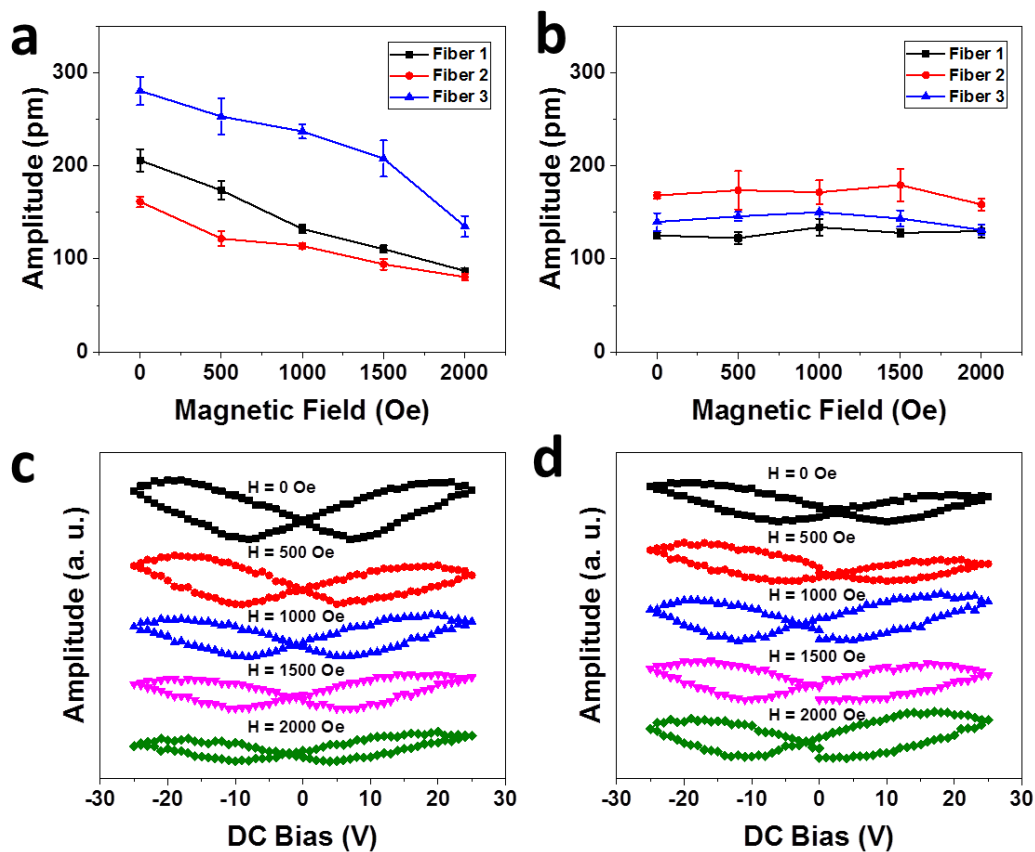 a
Fiber 1
Fiber 2
Fiber 3
300
200
100
0
Amplitude (pm)
0 500 1000 1500 2000
Magnetic Field (Oe)
b
Fiber 1
Fiber 2
Fiber 3
300
200
100
0
Amplitude (pm)
0 500 1000 1500 2000
Magnetic Field (Oe)
c
H = 0 Oe
H = 500 Oe
H = 1000 Oe
H = 1500 Oe
H = 2000 Oe
Amplitude (a. u.)
-30 -20 -10 0 10 20 30
DC Bias (V)
d
H = 0 Oe
H = 500 Oe
H = 1000 Oe
H = 1500 Oe
H = 2000 Oe
Amplitude (a. u.)
-30 -20 -10 0 10 20 30
DC Bias (V)